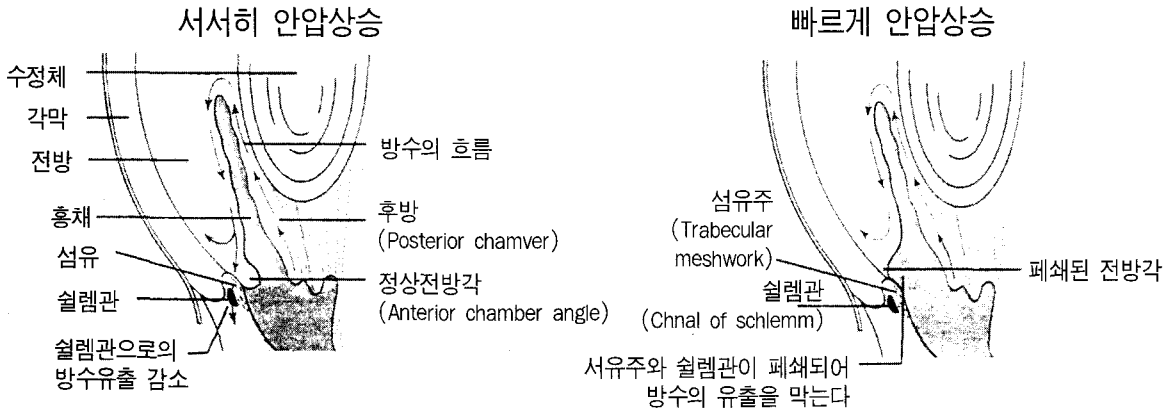 서서히 안압상승
수정체
각막
전방
홍채
섬유
쉴렘관
쉴렘관으로의
방수유출 감소
방수의 흐름
후방
(Posterior chamver)
정상전방각
(Anterior chamber angle)
빠르게 안압상승
섬유주
(Trabecular
meshwork)
쉴렘관
(Chnal of schlemm)
서유주와 쉴렘관이 폐쇄되어
방수의 유출을 막는다
폐쇄된 전방각